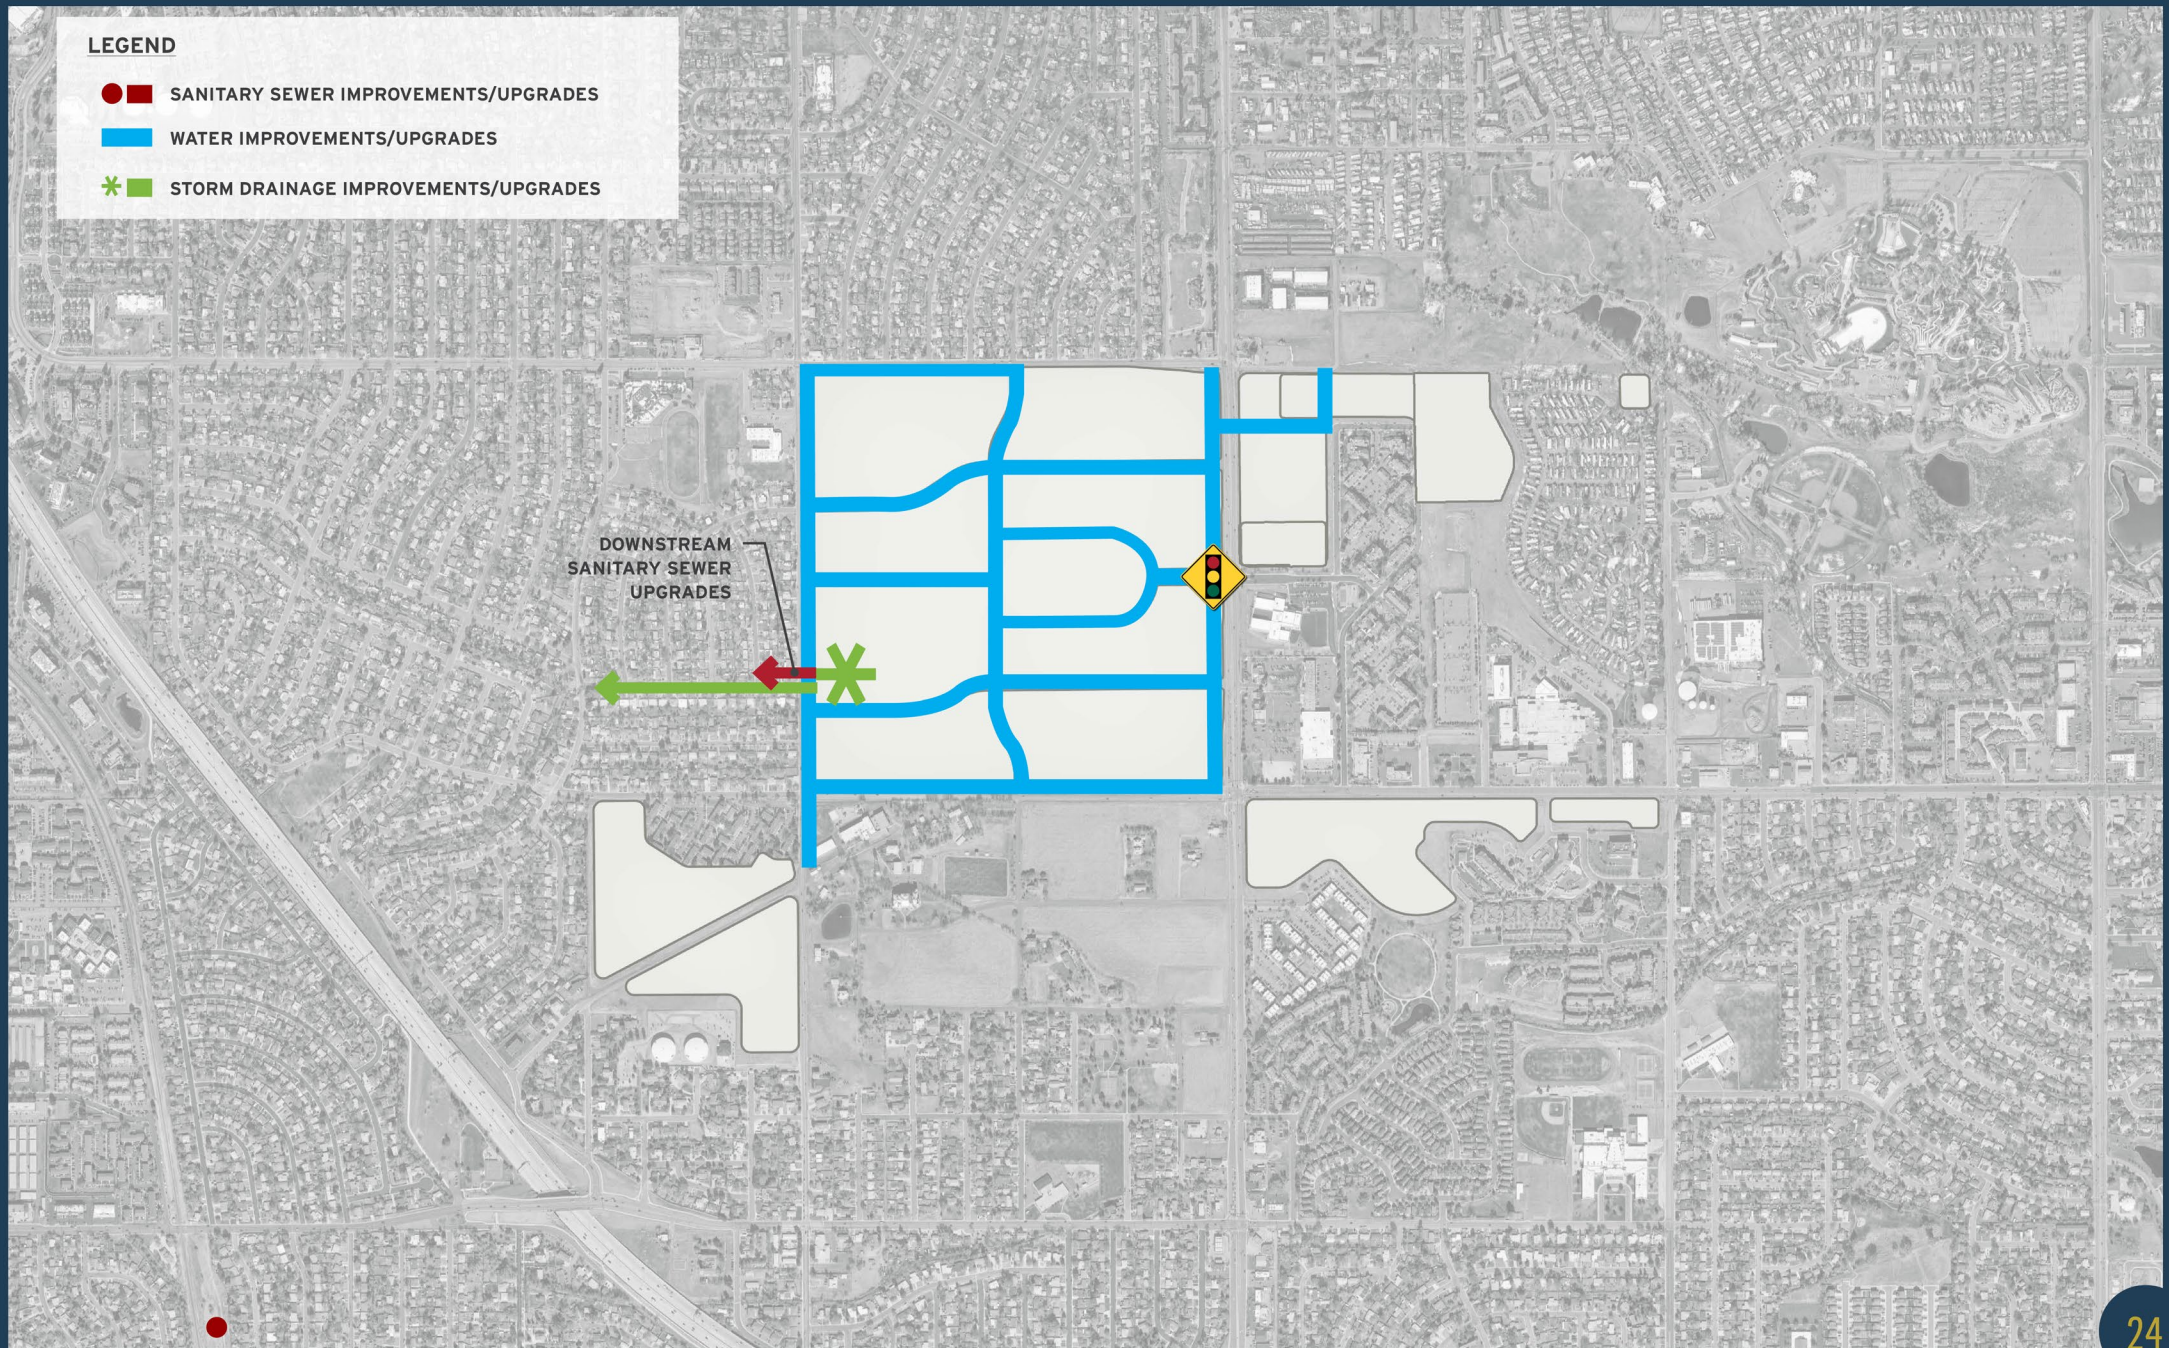 LEGEND
SANITARY SEWER IMPROVEMENTS/UPGRADES
WATER IMPROVEMENTS/UPGRADES
STORM DRAINAGE IMPROVEMENTS/UPGRADES
DOWNSTREAM
SANITARY SEWER
UPGRADES
24